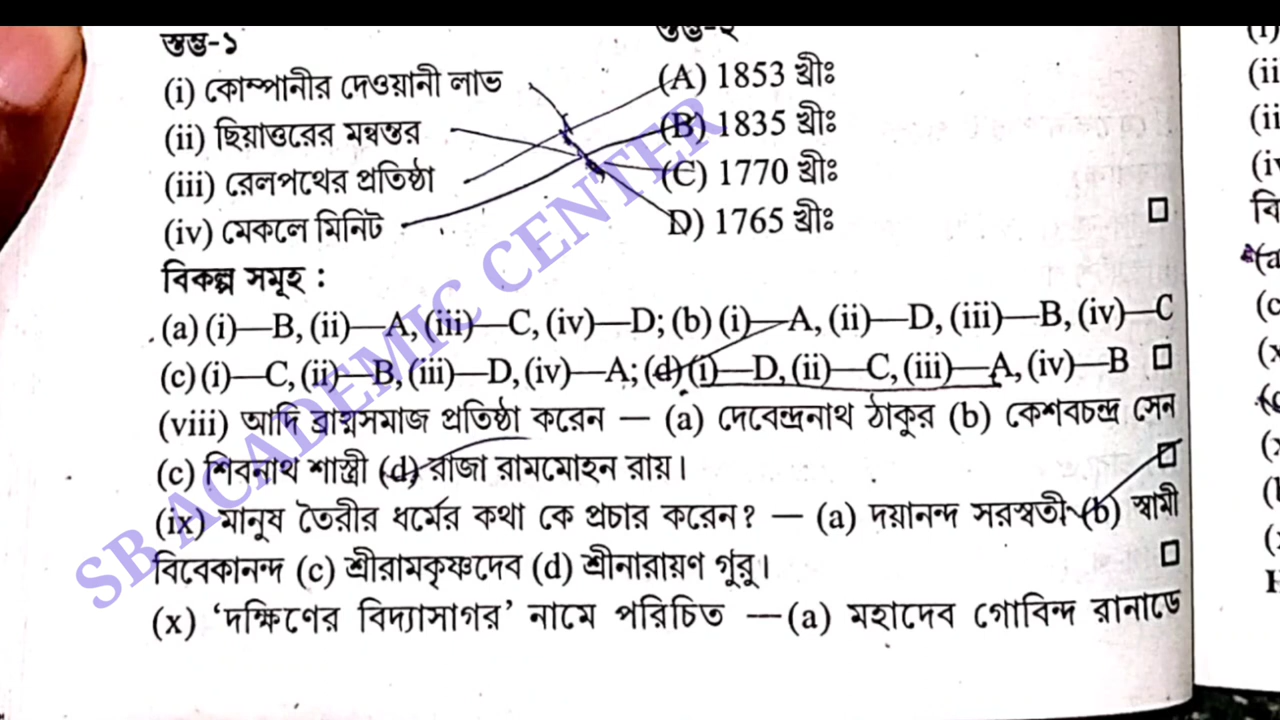 স্তম্ভ-১ স্তম্ভ-২
(i) কোম্পানীর দেওয়ানী লাভ (A) 1853 খ্রীঃ
(ii) ছিয়াত্তরের মন্বন্তর (B) 1835 খ্রীঃ
(iii) রেলপথের প্রতিষ্ঠা (C) 1770 খ্রীঃ
(iv) মেকলে মিনিট D) 1765 খ্রীঃ
বিকল্প সমূহ :
(a) (i)—B, (ii)—A, (iii)—C, (iv)—D; (b) (i)—A, (ii)—D, (iii)—B, (iv)—C
(c) (i)—C, (ii)—B, (iii)—D, (iv)—A; (d) (i)—D, (ii)—C, (iii)—A, (iv)—B
(viii) আদি ব্রাহ্মসমাজ প্রতিষ্ঠা করেন — (a) দেবেন্দ্রনাথ ঠাকুর (b) কেশবচন্দ্র সেন
(c) শিবনাথ শাস্ত্রী (d) রাজা রামমোহন রায়।
(ix) মানুষ তৈরীর ধর্মের কথা কে প্রচার করেন? — (a) দয়ানন্দ সরস্বতী (b) স্বামী
বিবেকানন্দ (c) শ্রীরামকৃষ্ণদেব (d) শ্রীনারায়ণ গুরু।
(x) ‘দক্ষিণের বিদ্যাসাগর’ নামে পরিচিত —(a) মহাদেব গোবিন্দ রানাডে
SB ACADEMIC CENTER